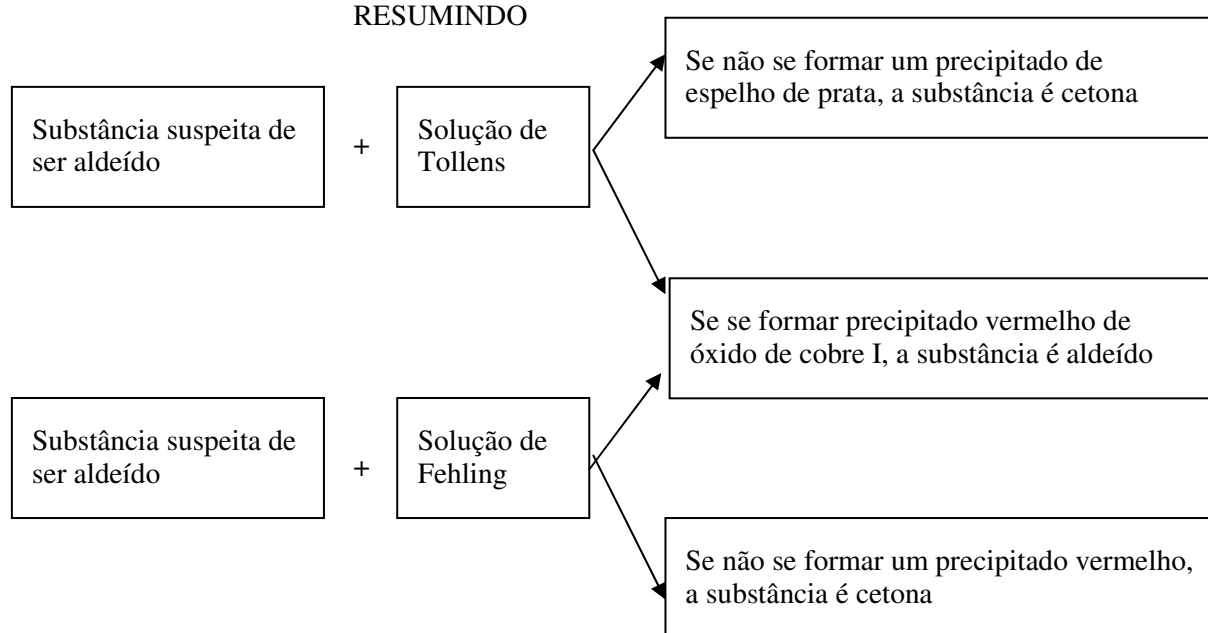 RESUMINDO
Se não se formar um precipitado de
espelho de prata, a substância é cetona
Substância suspeita de
ser aldeído
+
Solução de
Tollens
Se se formar precipitado vermelho de
óxido de cobre I, a substância é aldeído
Substância suspeita de
ser aldeído
+
Solução de
Fehling
Se não se formar um precipitado vermelho,
a substância é cetona